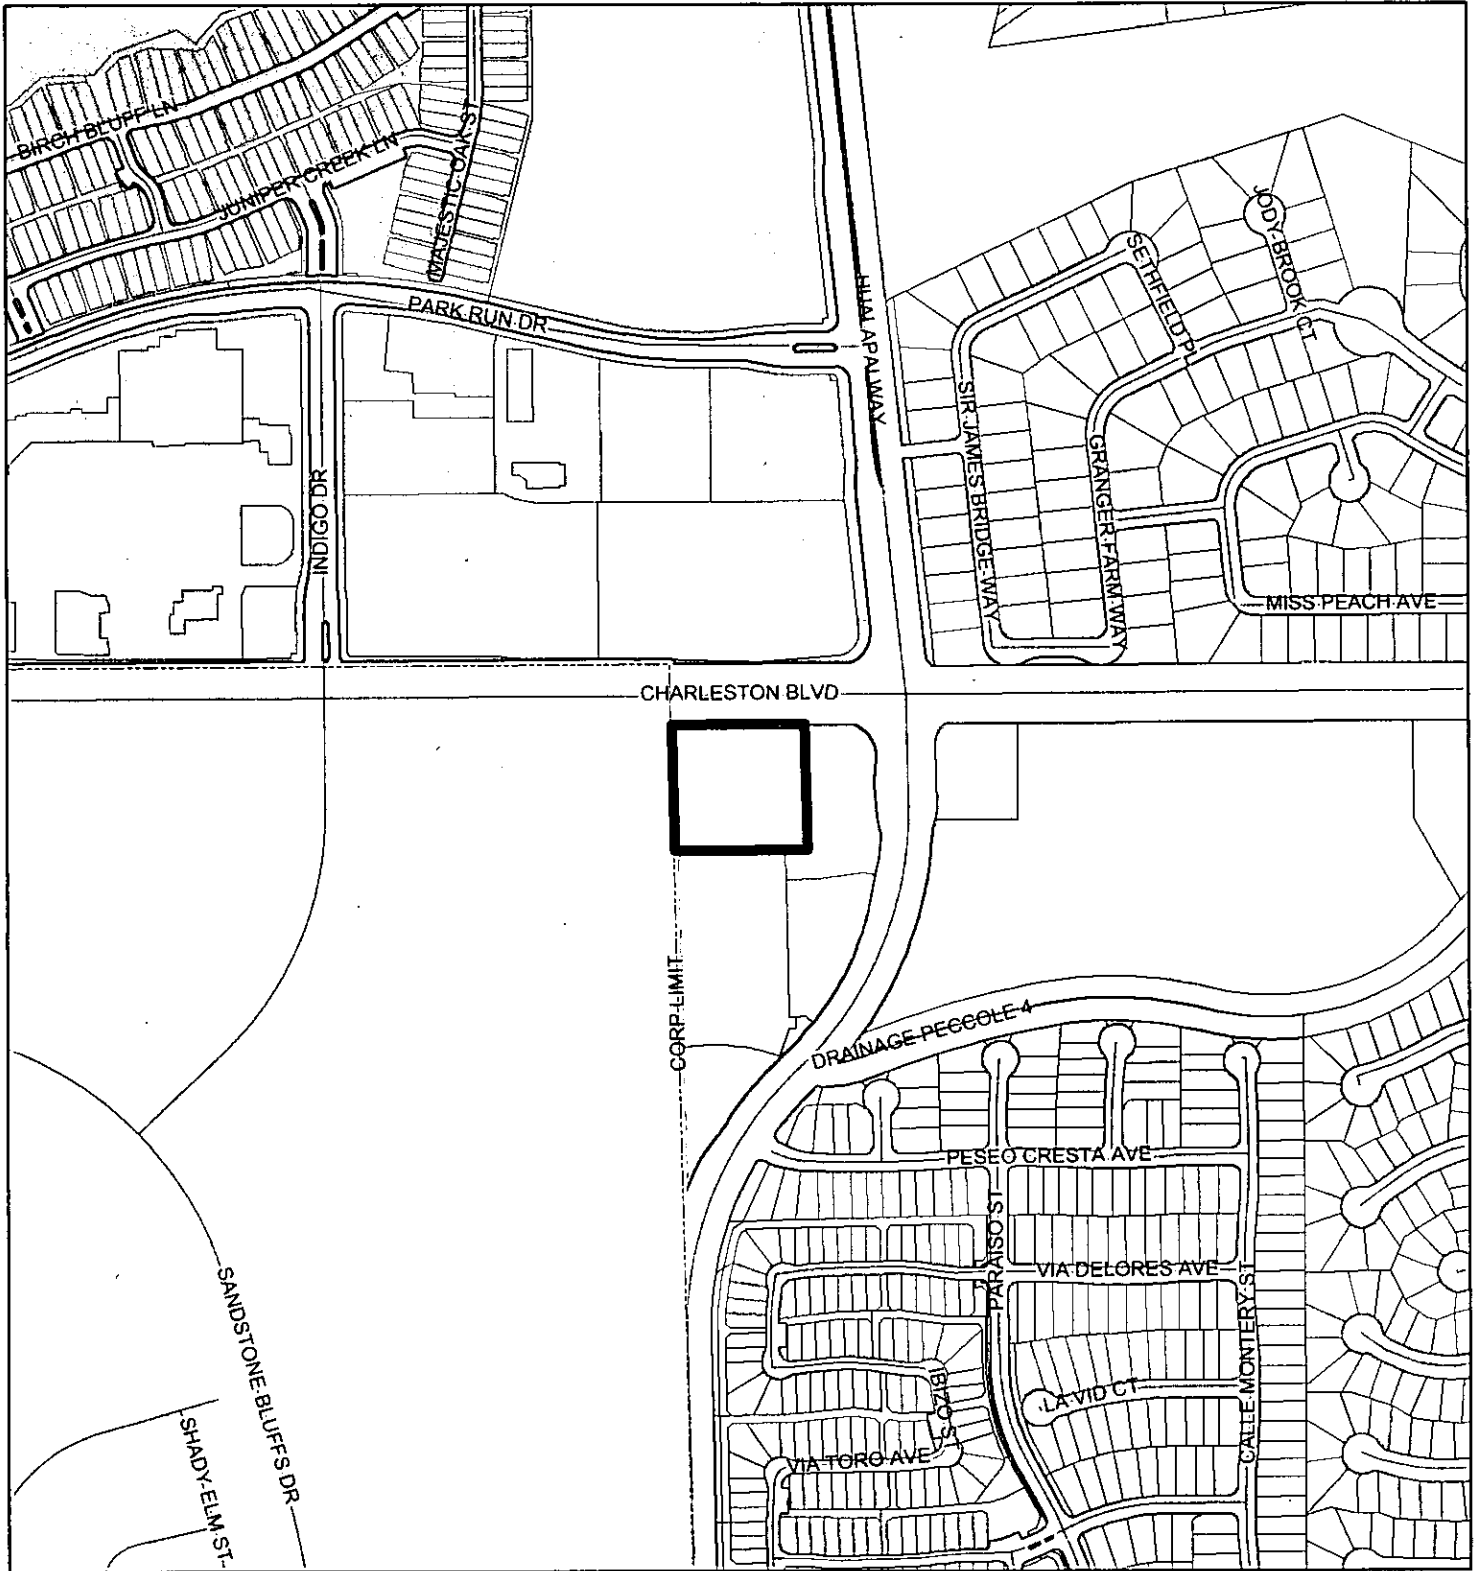 BIRCH BLUFF LN
JUNIPER CREEK LN
MAJESTIC OAK ST
PARK RUN DR
HUALAPAI WAY
SETHFIELD PL
JODY BROOK CT
SIR JAMES BRIDGE WAY
GRANGER FARM WAY
INDIGO DR
MISS PEACH AVE
CHARLESTON BLVD
CORP LIMIT
DRAINAGE PECCOLE 4
PESEO CRESTA AVE
PARAISO ST
VIA DELORES AVE
CALLE MONTERY ST
SANDSTONE BLUFFS DR
IBIZO ST
LA VID CT
SHADY ELM ST
VIA TORO AVE